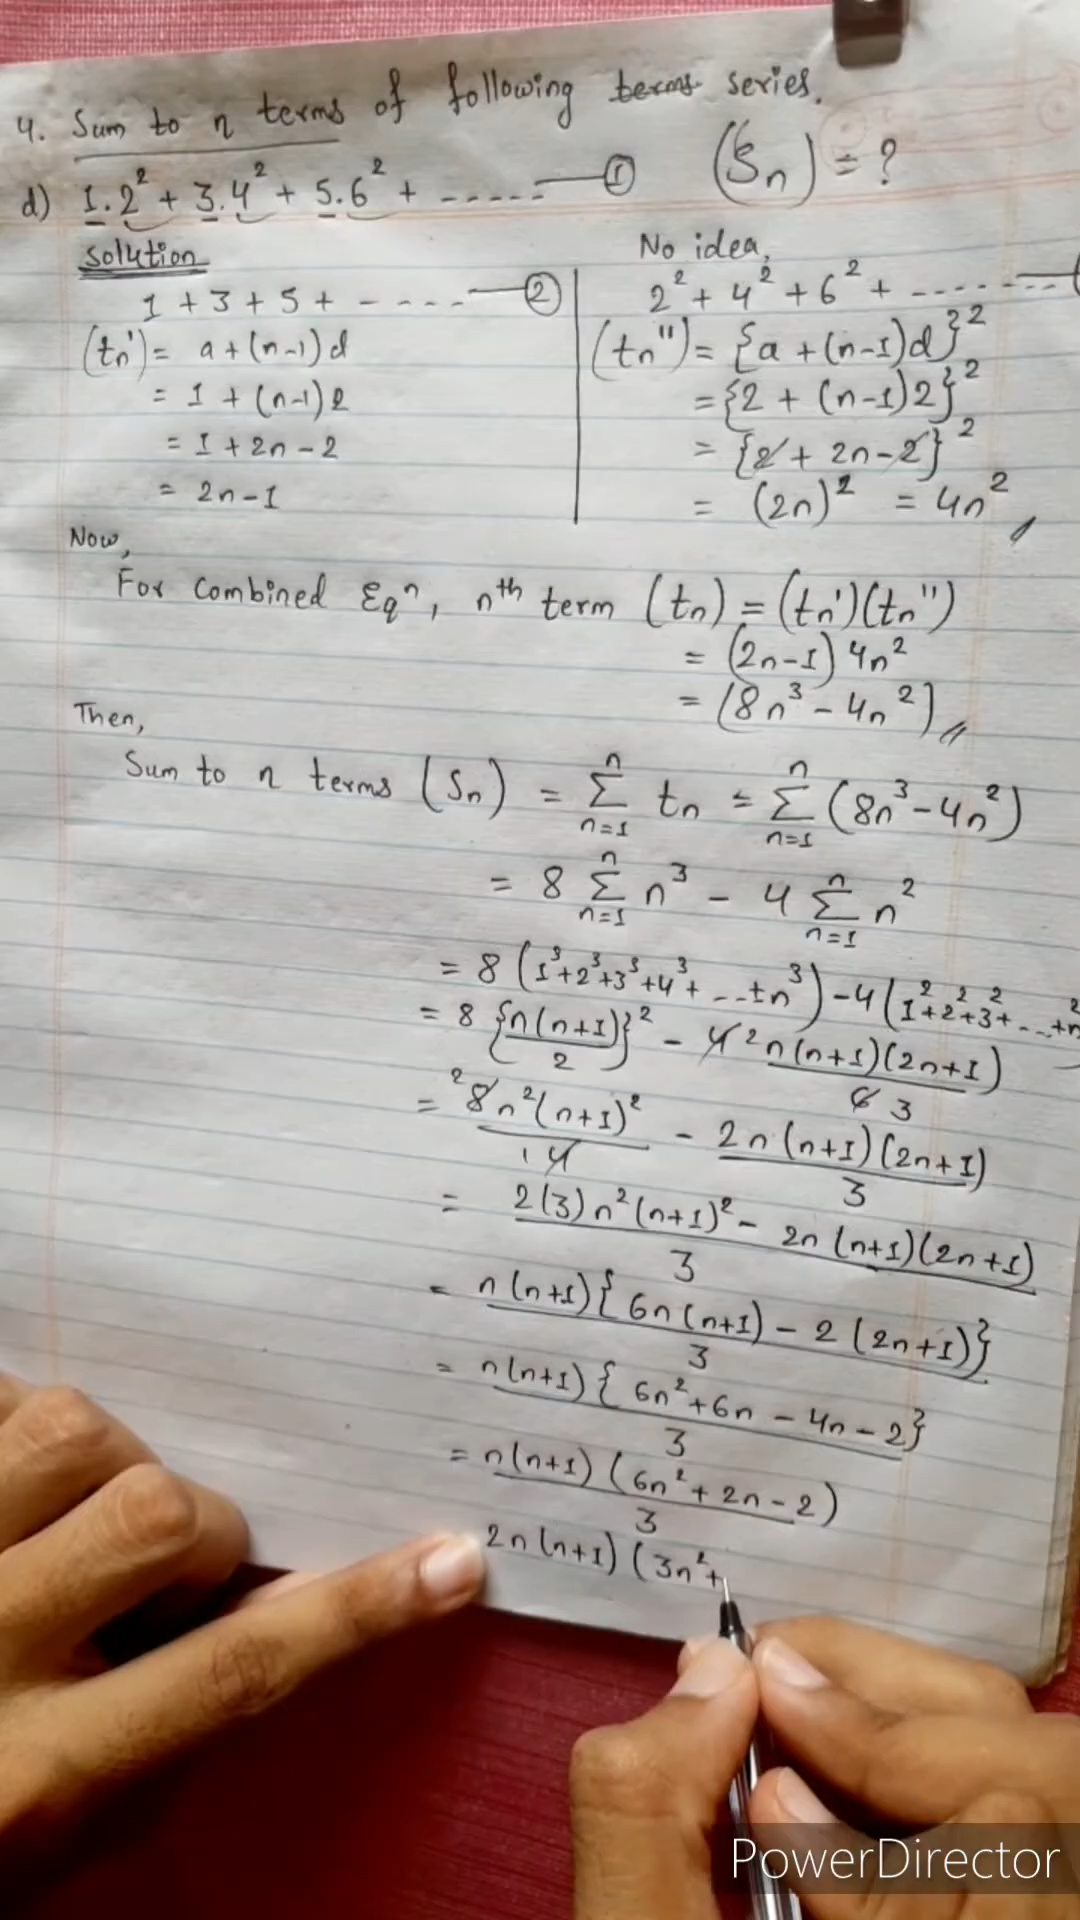 4. Sum to n terms of following terms series.
d) 1.2² + 3.4² + 5.6² + ------ ① (Sn) = ?
Solution
1 + 3 + 5 + ----- ②
(tn') = a + (n-1)d
= 1 + (n-1)2
= 1 + 2n - 2
= 2n-1
No idea,
2² + 4² + 6² + --------
(tn") = {a + (n-1)d}²
= {2 + (n-1)2}²
= {2 + 2n - 2}²
= (2n)² = 4n²
Now,
For Combined Eqⁿ, nth term (tn) = (tn')(tn")
= (2n-1) 4n²
= (8n³ - 4n²)
Then,
Sum to n terms (Sn) = n Σ n=1 tn = n Σ n=1 (8n³ - 4n²)
= 8 n Σ n=1 n³ - 4 n Σ n=1 n²
= 8 (1³+2³+3³+4³+ ...+n³) - 4 (1²+2²+3²+...+n²
= 8 {n(n+1)/2}² - 4 2 n(n+1)(2n+1)/6 3)
= 2 8n²(n+1)²/1 4 - 2n(n+1)(2n+1)/3
= 2(3)n²(n+1)² - 2n(n+1)(2n+1)/3
= n(n+1){6n(n+1) - 2(2n+1)}/3
= n(n+1){6n²+6n - 4n - 2}/3
= n(n+1)(6n²+2n-2)/3
2n(n+1)(3n²+
PowerDirector